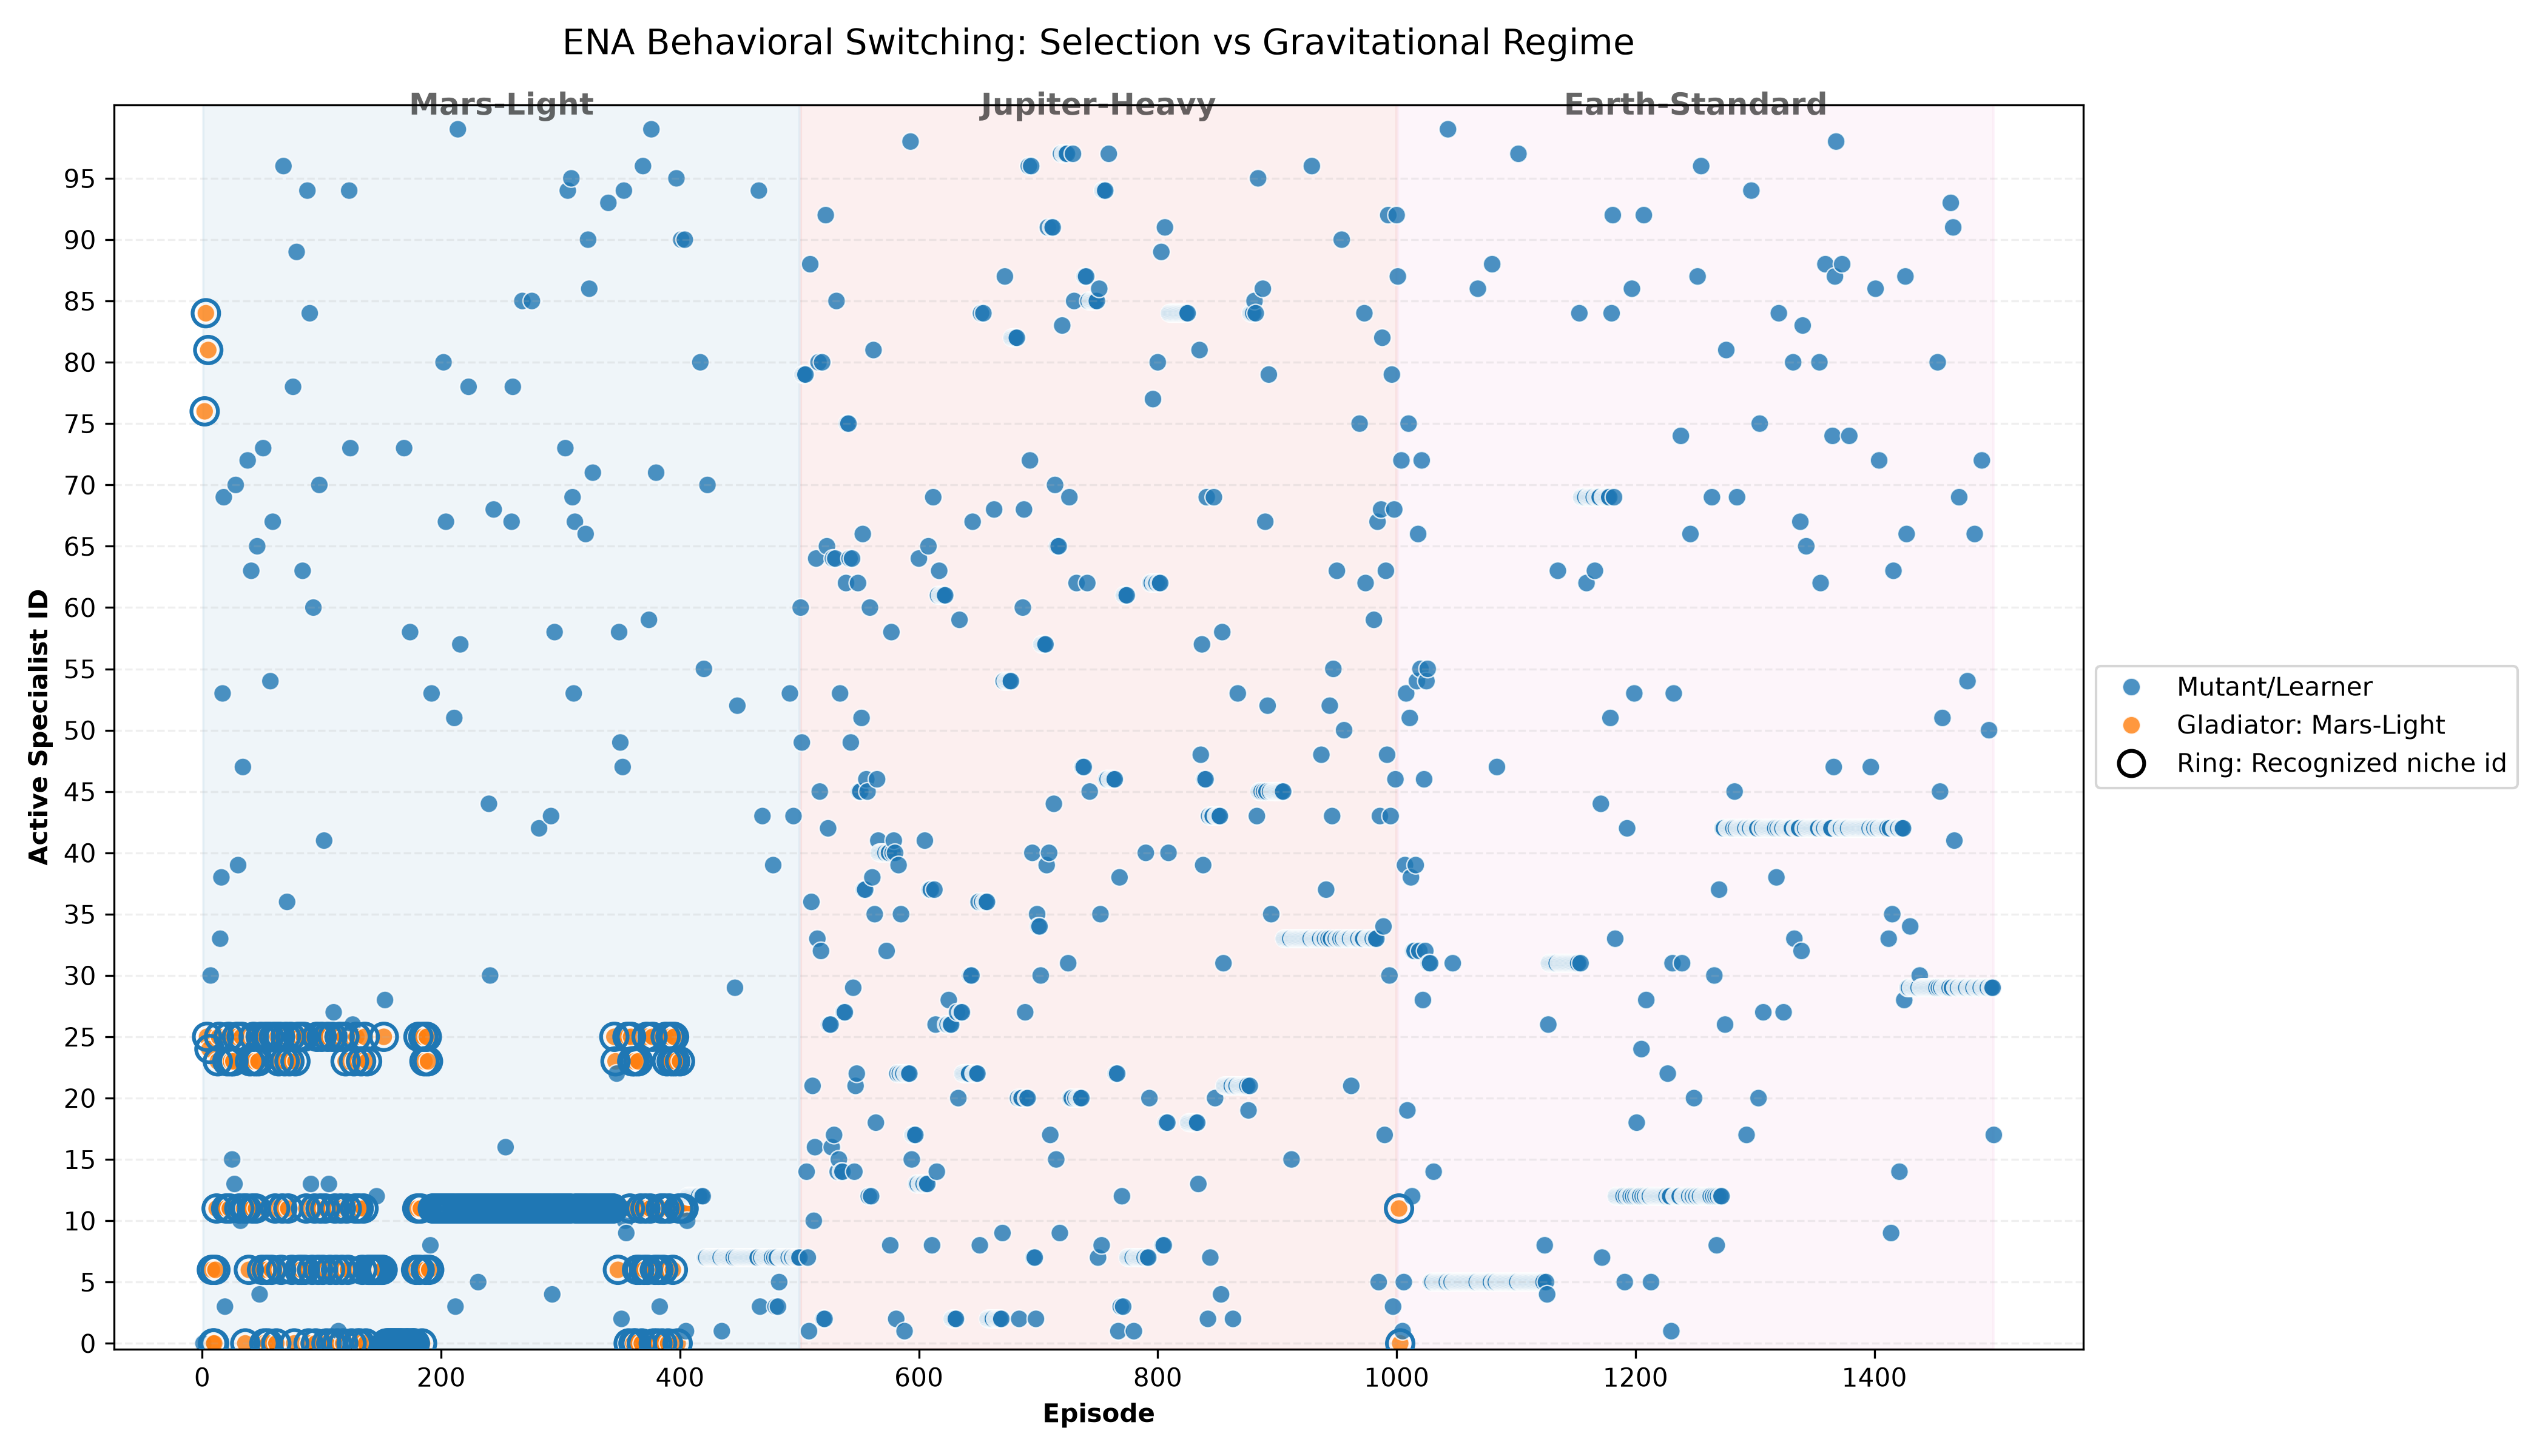 ENA Behavioral Switching: Selection vs Gravitational Regime
Mars-Light
Jupiter-Heavy
Earth-Standard
95
90
85
80
75
70
65
60
55
50
45
40
35
30
25
20
15
10
5
0
Active Specialist ID
0 200 400 600 800 1000 1200 1400
Episode
Mutant/Learner
Gladiator: Mars-Light
Ring: Recognized niche id